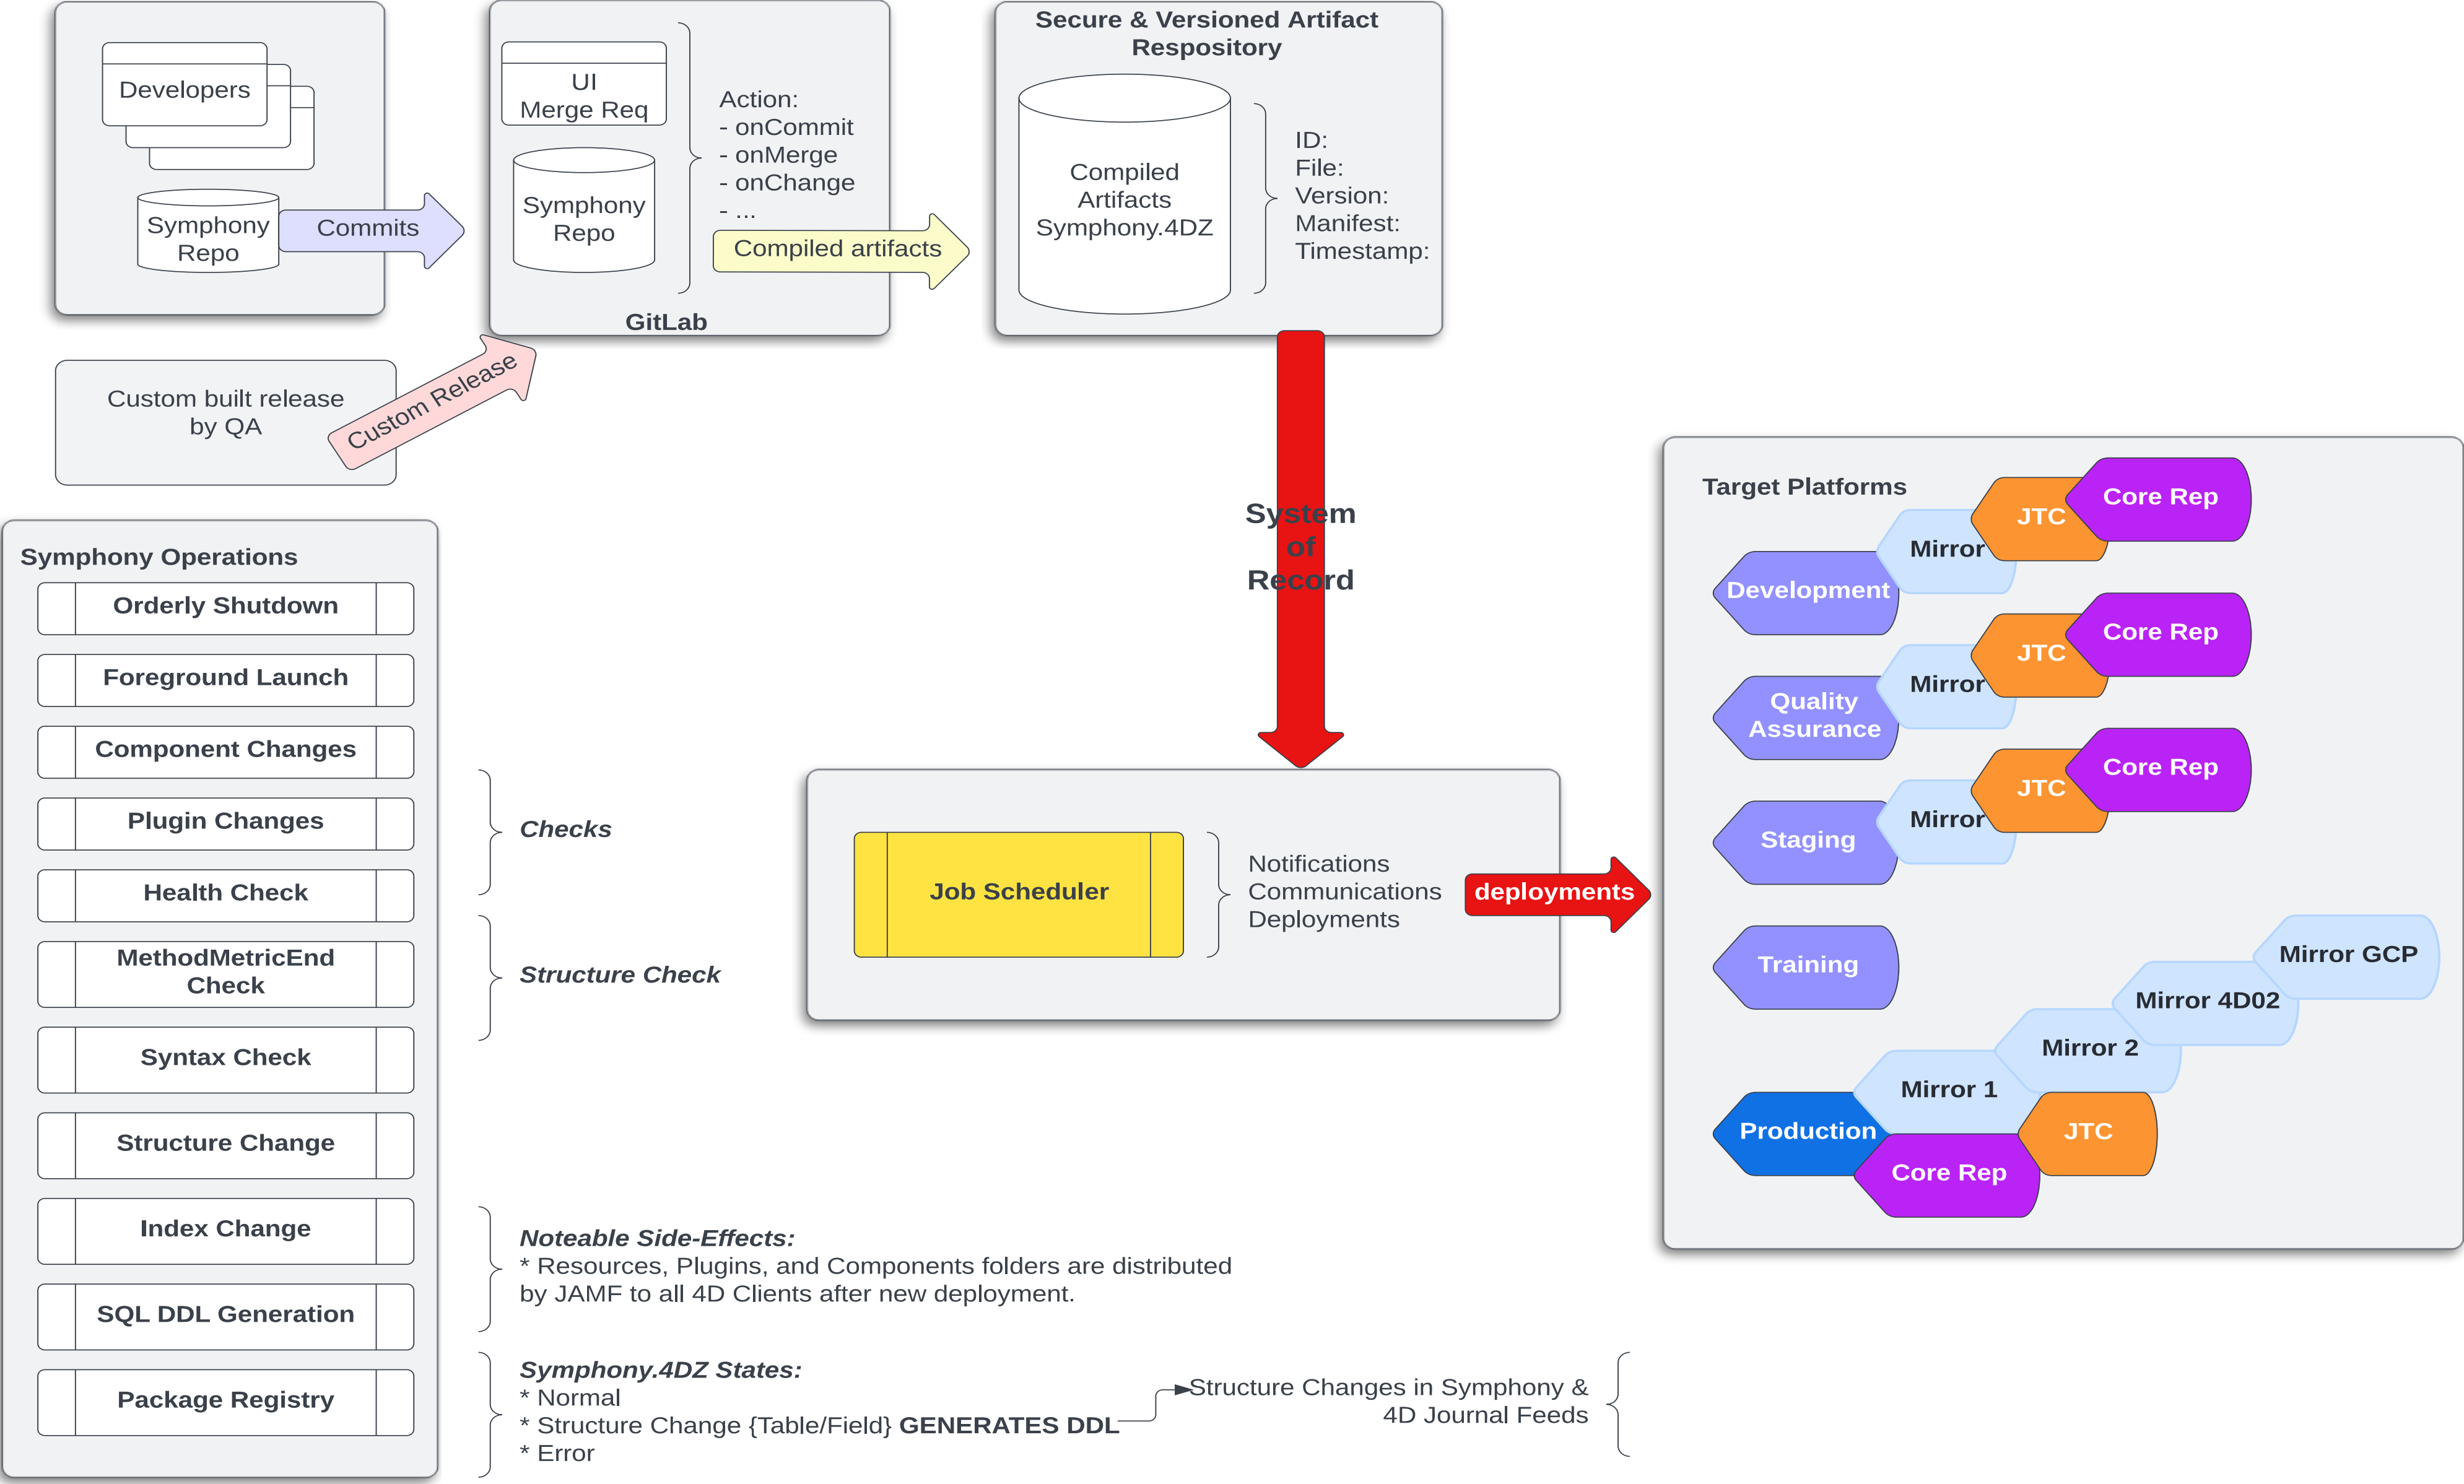 Developers
Symphony
Repo
Commits
UI
Merge Req
Symphony
Repo
Action:
- onCommit
- onMerge
- onChange
- ...
Compiled artifacts
GitLab
Secure & Versioned Artifact
Respository
Compiled
Artifacts
Symphony.4DZ
ID:
File:
Version:
Manifest:
Timestamp:
Custom built release
by QA
Custom Release
System
of
Record
Symphony Operations
Orderly Shutdown
Foreground Launch
Component Changes
Plugin Changes
Health Check
MethodMetricEnd
Check
Syntax Check
Structure Change
Index Change
SQL DDL Generation
Package Registry
Checks
Structure Check
Job Scheduler
Notifications
Communications
Deployments
deployments
Target Platforms
Development
Mirror
JTC
Core Rep
Quality
Assurance
Mirror
JTC
Core Rep
Staging
Mirror
JTC
Core Rep
Training
Production
Mirror 1
Mirror 2
Mirror 4D02
Mirror GCP
Core Rep
JTC
Noteable Side-Effects:
* Resources, Plugins, and Components folders are distributed
by JAMF to all 4D Clients after new deployment.
Symphony.4DZ States:
* Normal
* Structure Change {Table/Field} GENERATES DDL
* Error
Structure Changes in Symphony &
4D Journal Feeds